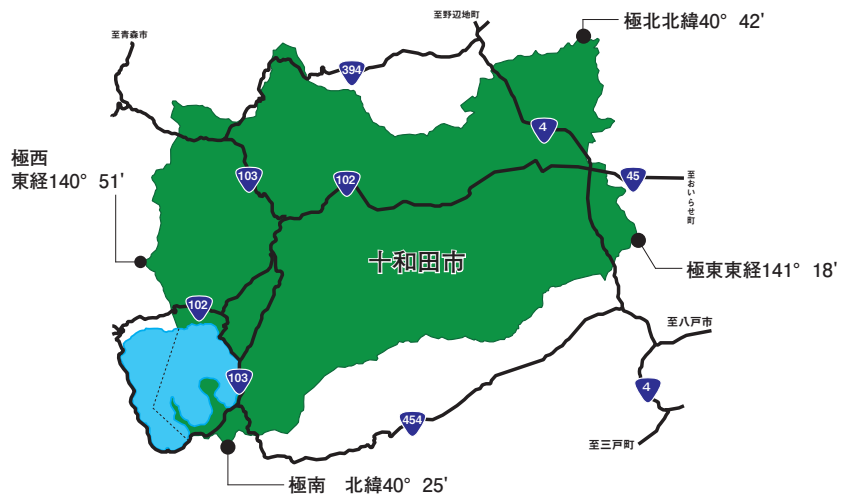 至野辺地町
極北北緯40° 42'
至青森市
394
4
極西
東経140° 51'
103
102
45
至おいらせ町
十和田市
極東東経141° 18'
102
至八戸市
103
4
454
至三戸町
極南 北緯40° 25'